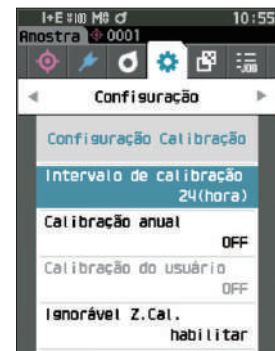 I+E M0 10:55
Amostra 0001
Configuração
Configuração Calibração
Intervalo de calibração
24(hora)
Calibração anual
OFF
Calibração do usuário
OFF
Ignorável Z.Cal.
habilitar